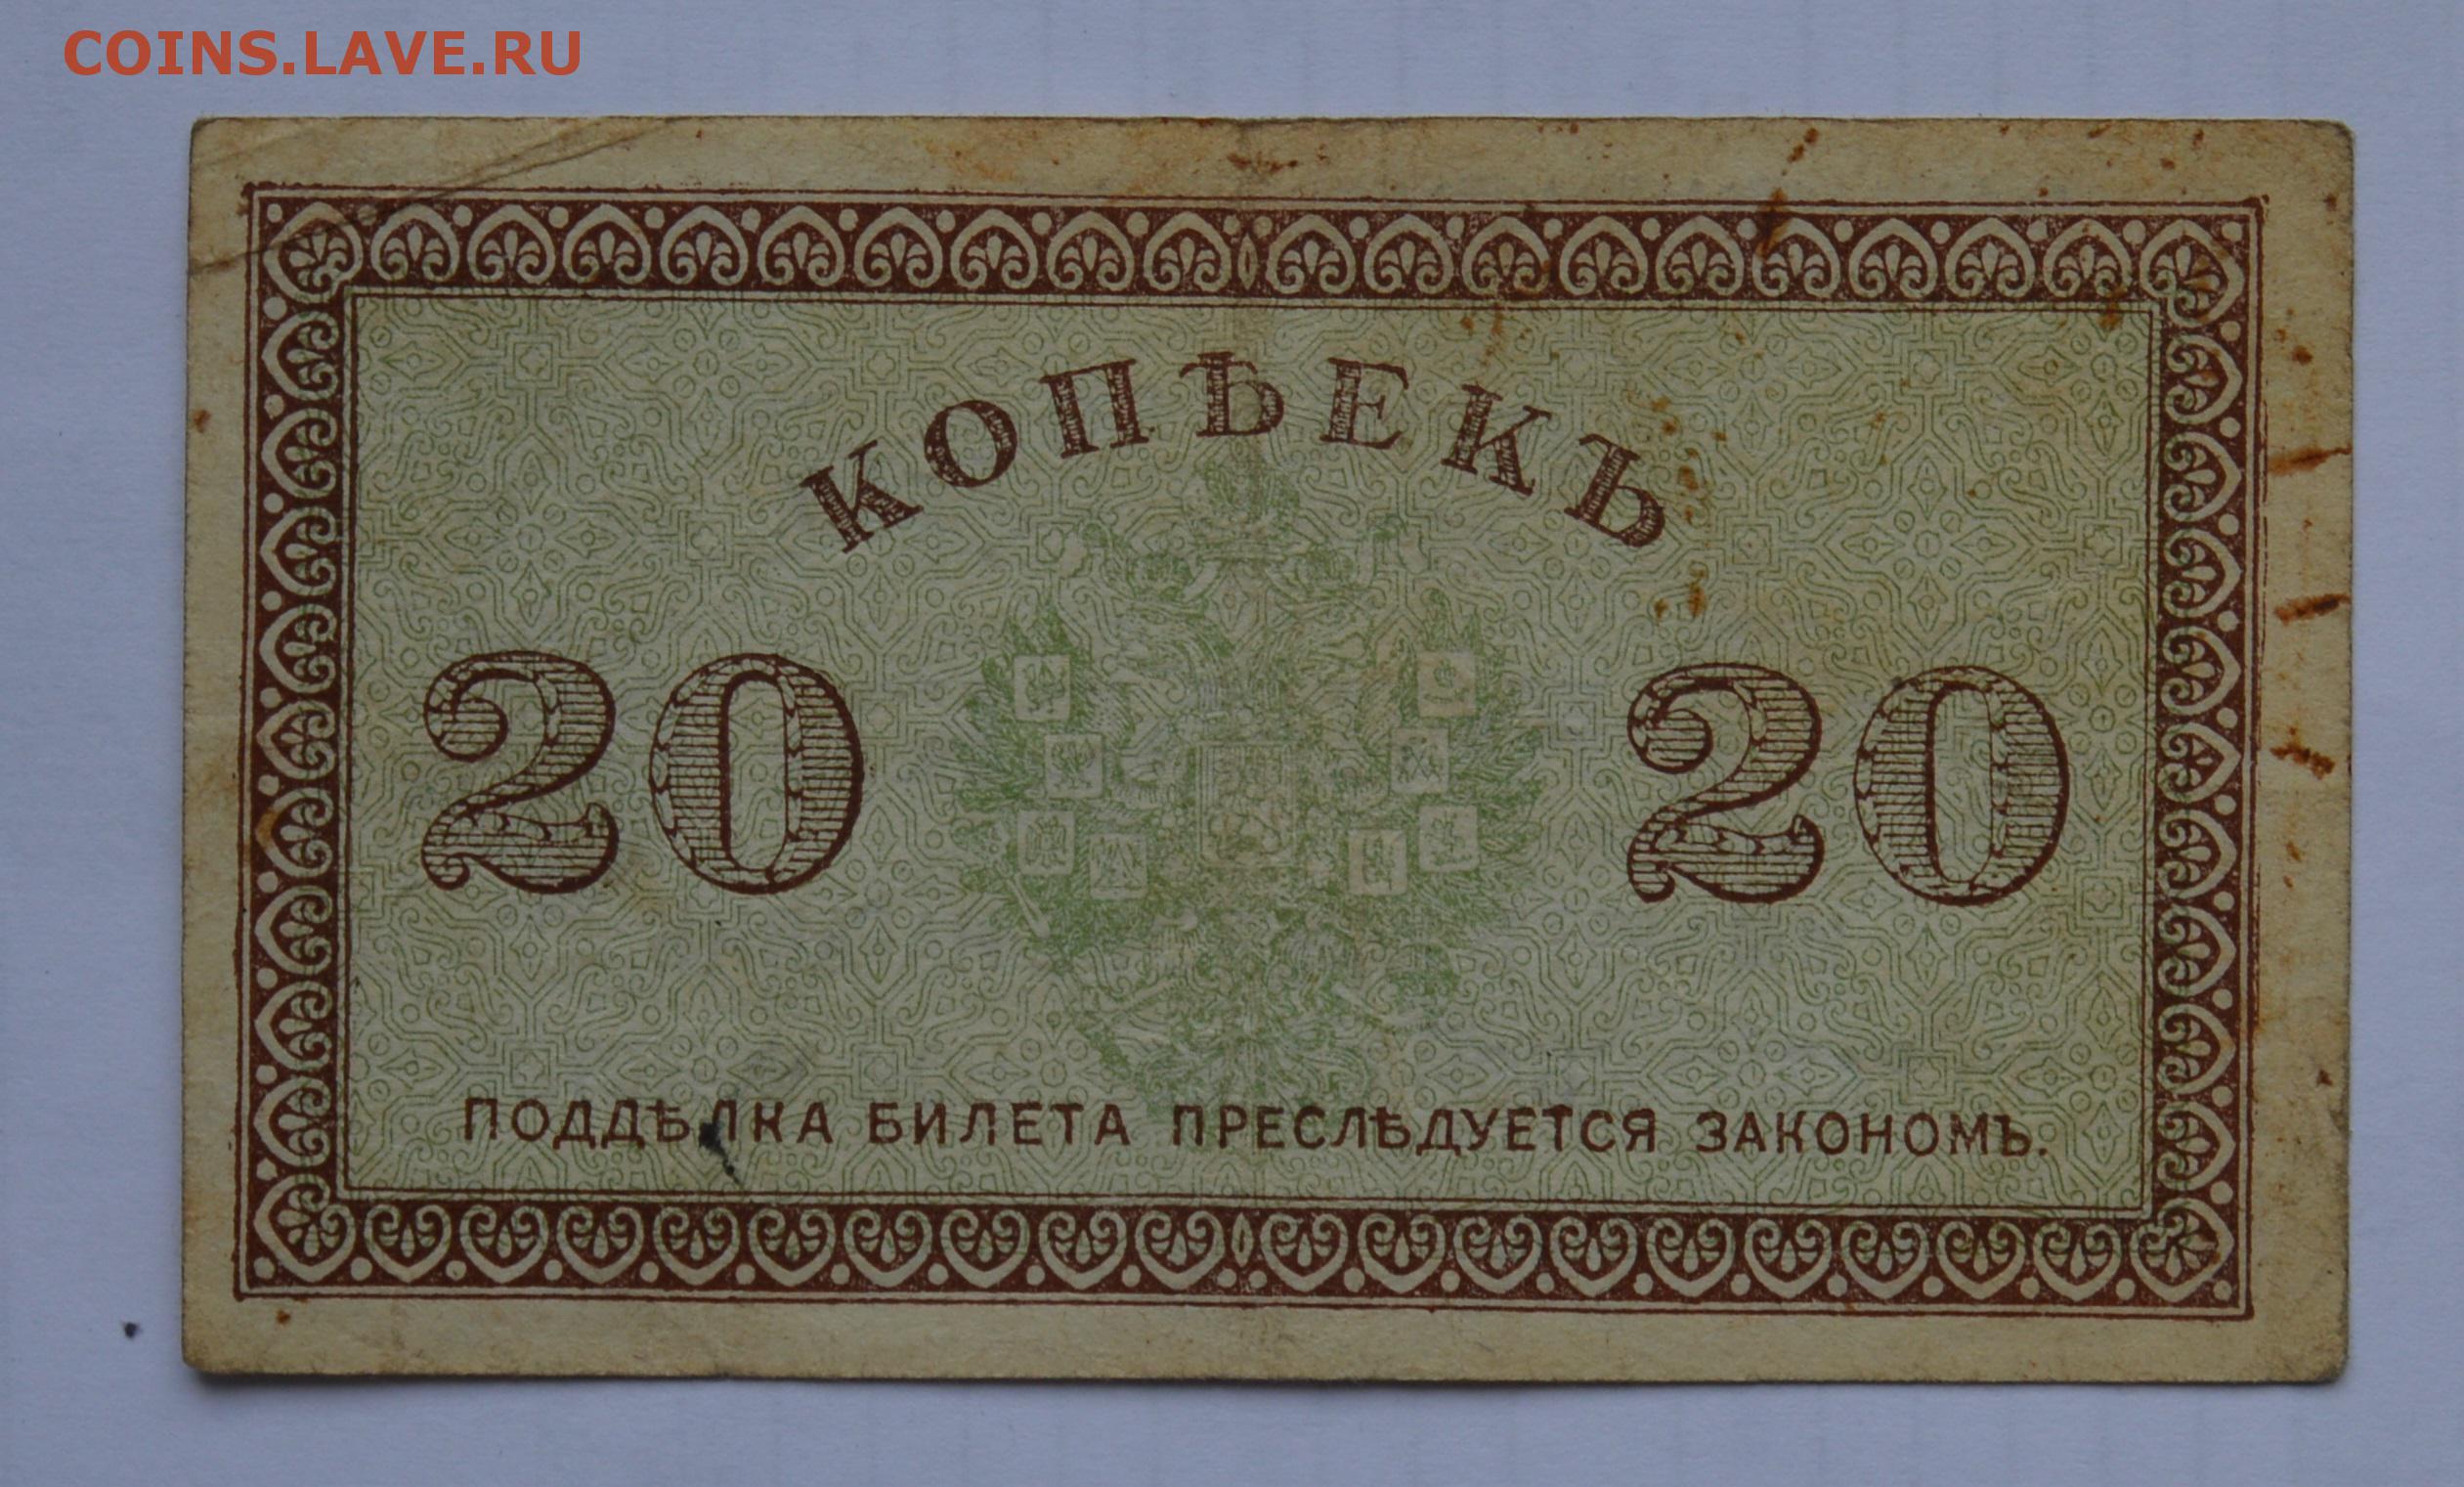 COINS.LAVE.RU
КОПѢЕКЪ
20 20
ПОДДѢЛКА БИЛЕТА ПРЕСЛѢДУЕТСЯ ЗАКОНОМЪ.